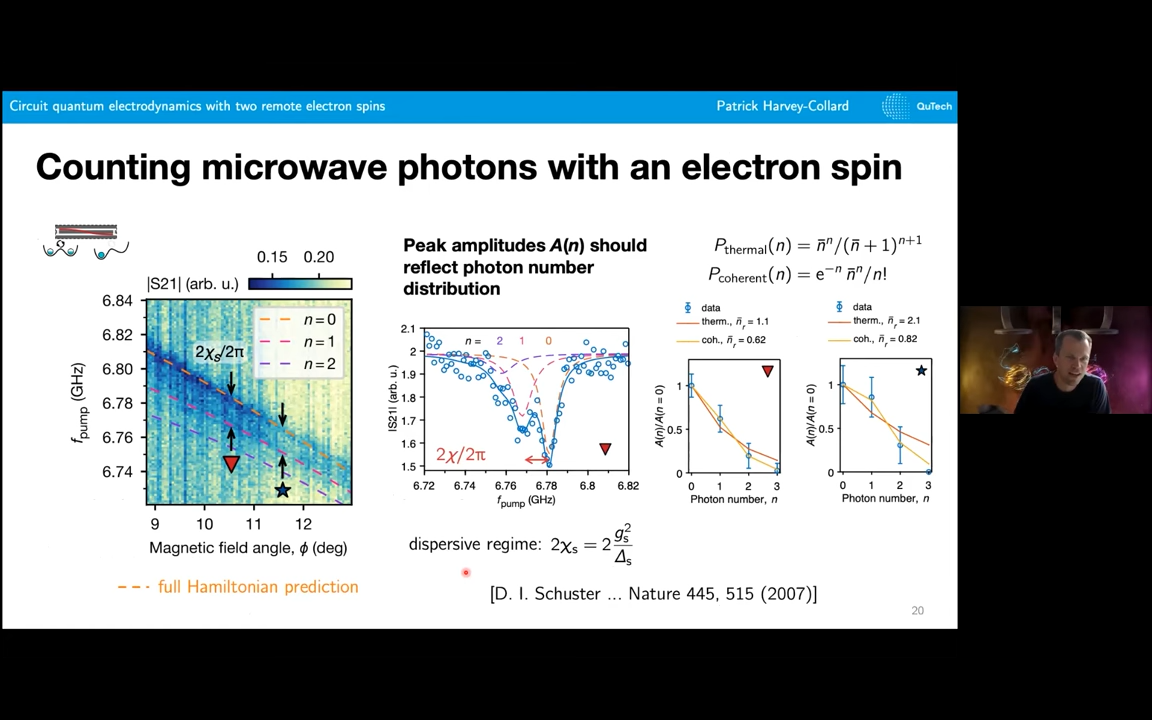 Circuit quantum electrodynamics with two remote electron spins
Patrick Harvey-Collard
QuTech
Counting microwave photons with an electron spin
|S21| (arb. u.)
0.15 0.20
6.84
6.82
6.80
6.78
6.76
6.74
f_pump (GHz)
n = 0
n = 1
n = 2
2χ_s/2π
9 10 11 12
Magnetic field angle, ϕ (deg)
full Hamiltonian prediction
Peak amplitudes A(n) should
reflect photon number
distribution
2.1
2
1.9
1.8
1.7
1.6
1.5
|S21| (arb. u.)
n = 2 1 0
2χ/2π
6.72 6.74 6.76 6.78 6.8 6.82
f_pump (GHz)
dispersive regime: 2χ_s = 2 g_s^2/Δ_s
[D. I. Schuster ... Nature 445, 515 (2007)]
P_thermal(n) = n̄^n/(n̄ + 1)^{n+1}
P_coherent(n) = e^{−n} n̄^n/n!
data
therm., n̄_r = 1.1
coh., n̄_r = 0.62
1
0.5
0
A(n)/A(n= 0)
0 1 2 3
Photon number, n
data
therm., n̄_r = 2.1
coh., n̄_r = 0.82
1
0.5
0
A(n)/A(n= 0)
0 1 2 3
Photon number, n
20